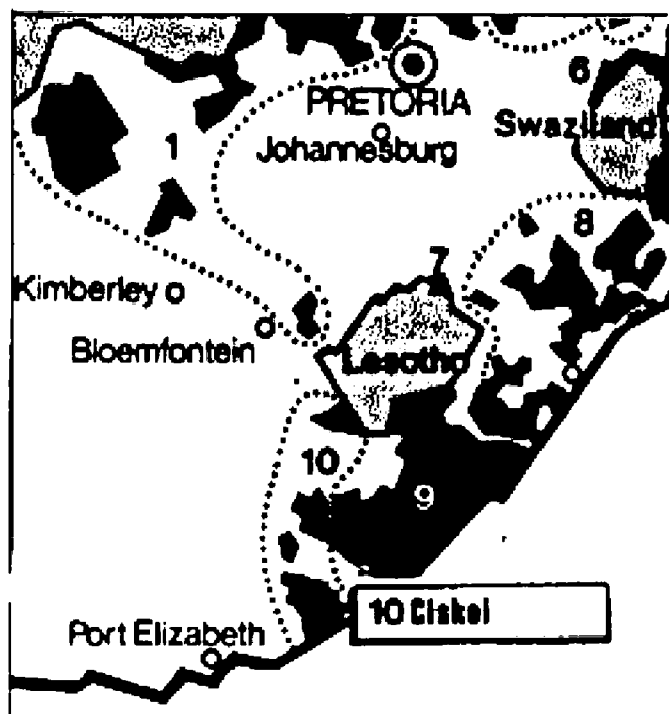 6
PRETORIA
Swaziland
Johannesburg
1
8
7
Kimberley
Bloemfontein
Lesotho
10
9
10 Ciskei
Port Elizabeth